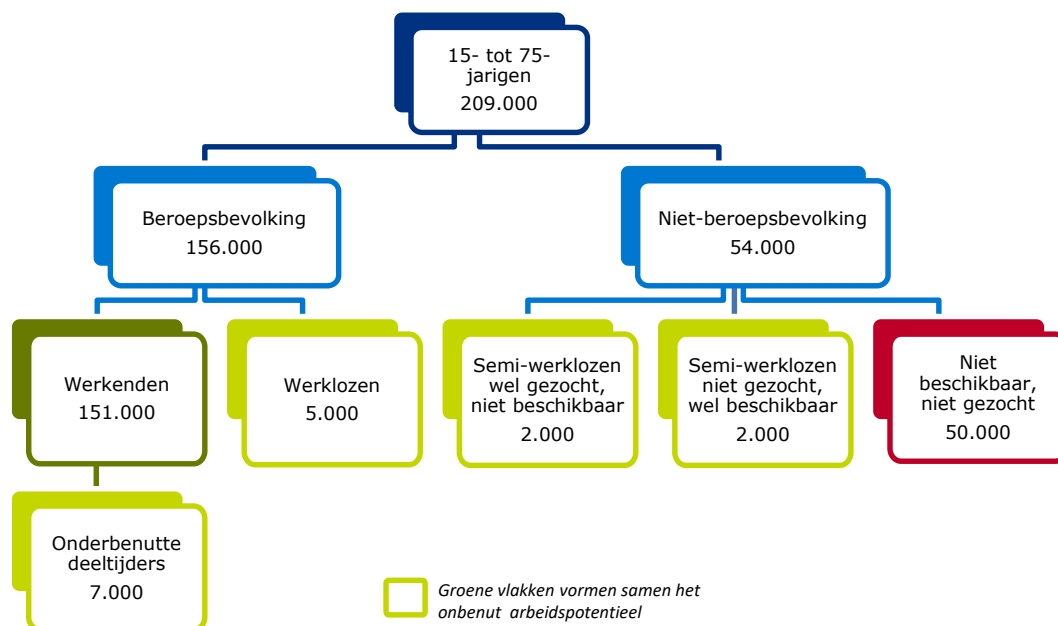 15- tot 75-
jarigen
209.000
Beroepsbevolking
156.000
Niet-beroepsbevolking
54.000
Werkenden
151.000
Werklozen
5.000
Semi-werklozen
wel gezocht,
niet beschikbaar
2.000
Semi-werklozen
niet gezocht,
wel beschikbaar
2.000
Niet
beschikbaar,
niet gezocht
50.000
Onderbenutte
deeltijders
7.000
Groene vlakken vormen samen het
onbenut arbeidspotentieel